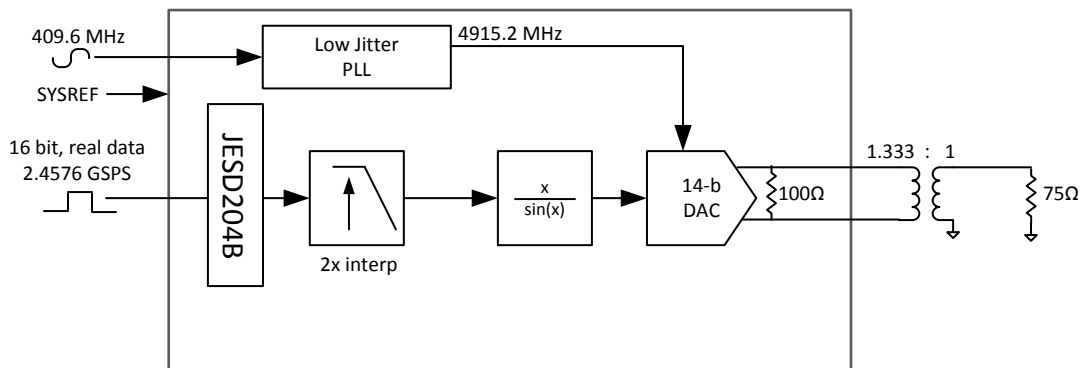 409.6 MHz
Low Jitter
PLL
4915.2 MHz
SYSREF
16 bit, real data
2.4576 GSPS
JESD204B
2x interp
x
sin(x)
14-b
DAC
100Ω
1.333 : 1
75Ω